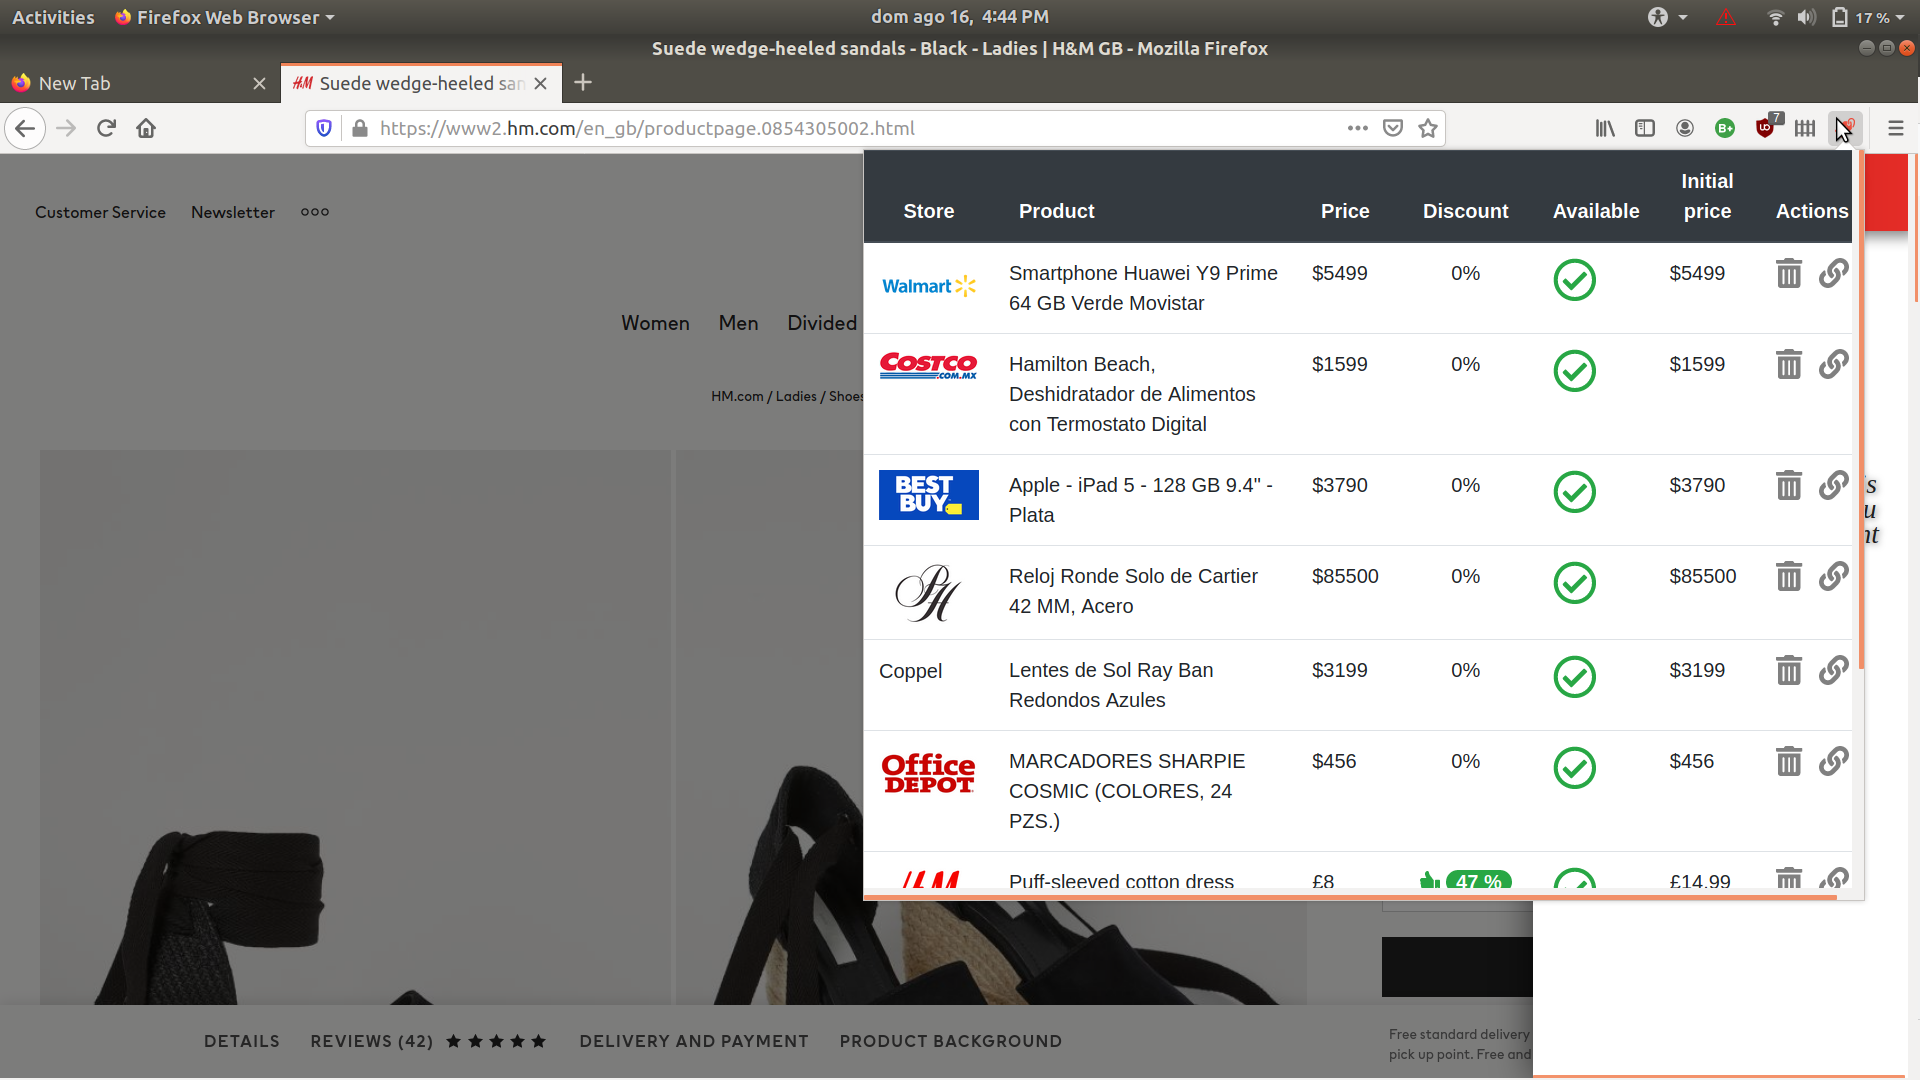 Activities Firefox Web Browser dom ago 16, 4:44 PM 17 %
Suede wedge-heeled sandals - Black - Ladies | H&M GB - Mozilla Firefox
New Tab H&M Suede wedge-heeled san
https://www2.hm.com/en_gb/productpage.0854305002.html B+ 7
Customer Service Newsletter
Women Men Divided
HM.com / Ladies / Shoes
Store Product Price Discount Available Initial price Actions
Walmart Smartphone Huawei Y9 Prime $5499 0% $5499
64 GB Verde Movistar
COSTCO Hamilton Beach, $1599 0% $1599
.COM.MX Deshidratador de Alimentos
con Termostato Digital
BEST Apple - iPad 5 - 128 GB 9.4" - $3790 0% $3790
BUY Plata
PH Reloj Ronde Solo de Cartier $85500 0% $85500
42 MM, Acero
Coppel Lentes de Sol Ray Ban $3199 0% $3199
Redondos Azules
Office MARCADORES SHARPIE $456 0% $456
DEPOT COSMIC (COLORES, 24
PZS.)
Puff-sleeved cotton dress £8 47 % £14.99
DETAILS REVIEWS (42) DELIVERY AND PAYMENT PRODUCT BACKGROUND
Free standard delivery
pick up point. Free and